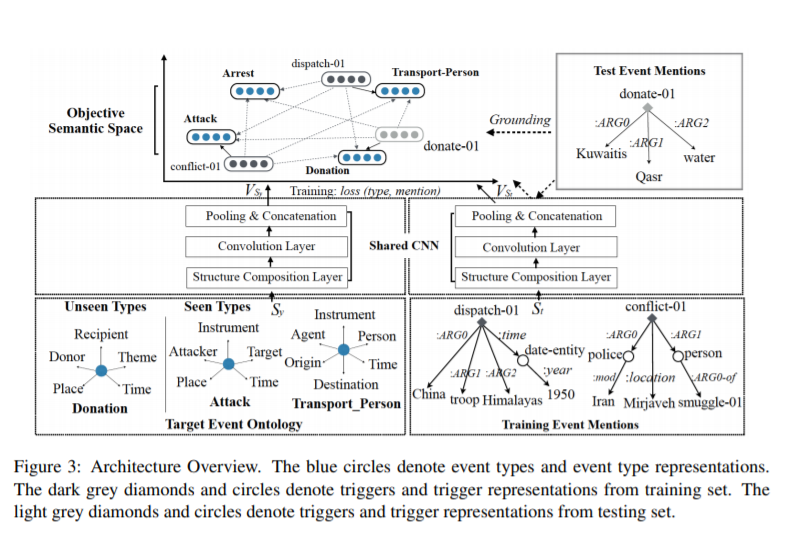 Objective
Semantic Space
Arrest
dispatch-01
Transport-Person
Attack
donate-01
conflict-01
Donation
Grounding
Test Event Mentions
donate-01
:ARG0
:ARG1
:ARG2
Kuwaitis
Qasr
water
V_{S_y}
Training: loss (type, mention)
V_{S_t}
Pooling & Concatenation
Convolution Layer
Structure Composition Layer
Shared CNN
Pooling & Concatenation
Convolution Layer
Structure Composition Layer
S_y
S_t
Unseen Types
Recipient
Donor
Theme
Place
Time
Donation
Seen Types
Instrument
Attacker
Target
Place
Time
Attack
Instrument
Agent
Person
Origin
Time
Destination
Transport_Person
Target Event Ontology
dispatch-01
:ARG0
:time
date-entity
:ARG1
:ARG2
:year
China
troop
Himalayas
1950
conflict-01
:ARG0
:ARG1
police
person
:mod
:location
:ARG0-of
Iran
Mirjaveh
smuggle-01
Training Event Mentions
Figure 3: Architecture Overview. The blue circles denote event types and event type representations.
The dark grey diamonds and circles denote triggers and trigger representations from training set. The
light grey diamonds and circles denote triggers and trigger representations from testing set.